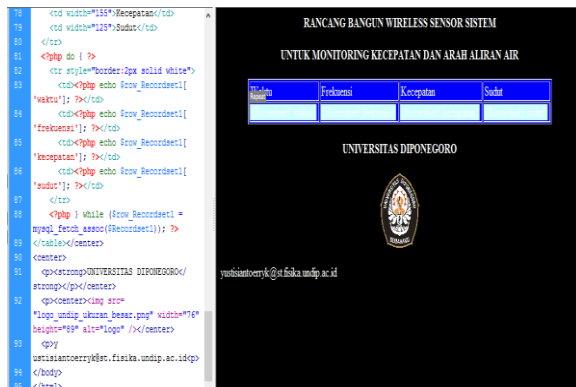 78 <td width="155">Kecepatan</td>
79 <td width="125">Sudut</td>
80 </tr>
81 <?php do { ?>
82 <tr style="border:2px solid white">
83 <td><?php echo $row_Recordset1[
'waktu']; ?></td>
84 <td><?php echo $row_Recordset1[
'frekuensi']; ?></td>
85 <td><?php echo $row_Recordset1[
'kecepatan']; ?></td>
86 <td><?php echo $row_Recordset1[
'sudut']; ?></td>
87 </tr>
88 <?php } while ($row_Recordset1 =
mysql_fetch_assoc($Recordset1)); ?>
89 </table></center>
90 <center>
91 <p><strong>UNIVERSITAS DIPONEGORO</
strong></p></center>
92 <p><center><img src=
"logo_undip_ukuran_besar.png" width="76"
height="89" alt="logo" /></center>
93 <p>y
ustisiantoerryk@st.fisika.undip.ac.id<p>
94 </body>
95 </html>
RANCANG BANGUN WIRELESS SENSOR SISTEM
UNTUK MONITORING KECEPATAN DAN ARAH ALIRAN AIR
Waktu Frekuensi Kecepatan Sudut
Repeat
UNIVERSITAS DIPONEGORO
yustisiantoerryk@st.fisika.undip.ac.id